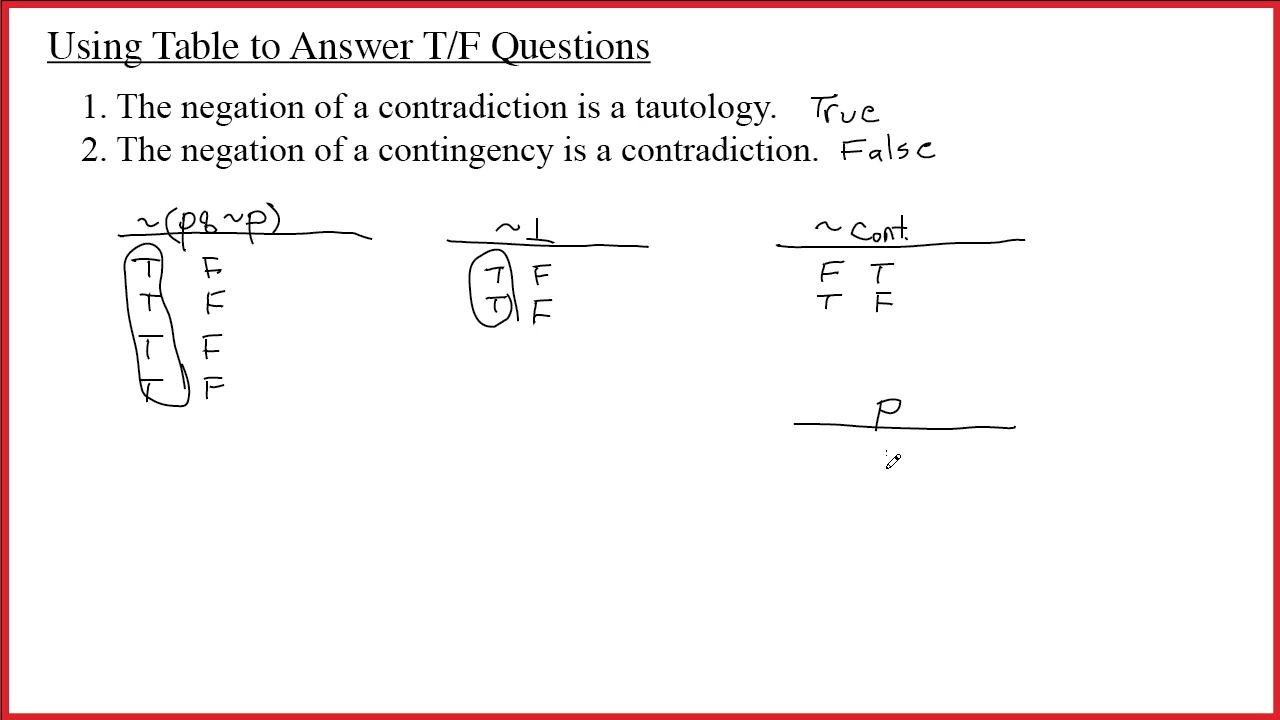 Using Table to Answer T/F Questions
1. The negation of a contradiction is a tautology. True
2. The negation of a contingency is a contradiction. False
~(p & ~p)
T F
T F
T F
T F
~⊥
T F
T F
~cont.
F T
T F
P